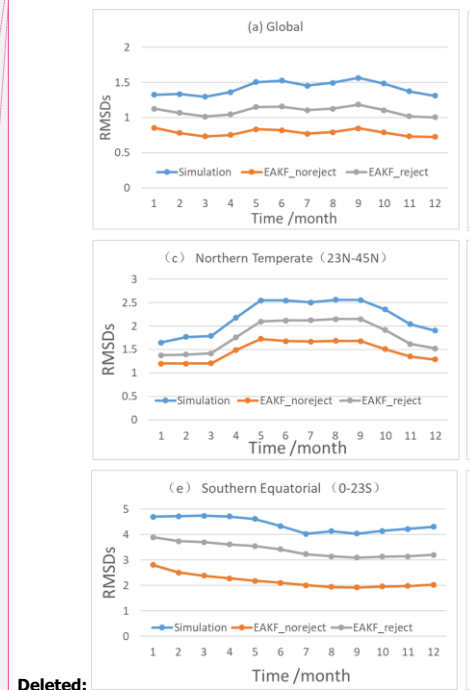 (a) Global
2
1.5
1
0.5
0
RMSDs
Simulation EAKF_noreject EAKF_reject
1 2 3 4 5 6 7 8 9 10 11 12
Time /month
（c） Northern Temperate（23N-45N）
3
2.5
2
1.5
1
0.5
0
RMSDs
Simulation EAKF_noreject EAKF_reject
1 2 3 4 5 6 7 8 9 10 11 12
Time /month
（e） Southern Equatorial （0-23S）
5
4
3
2
1
0
RMSDs
Simulation EAKF_noreject EAKF_reject
1 2 3 4 5 6 7 8 9 10 11 12
Time /month
Deleted: